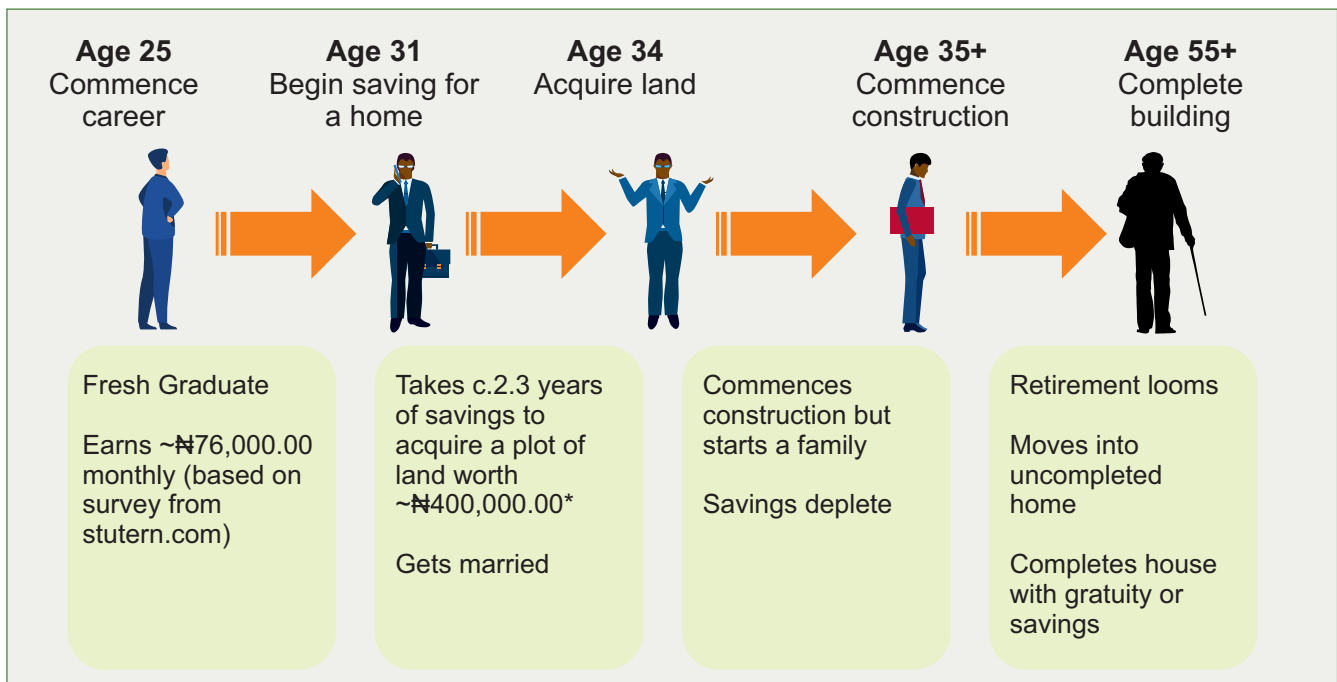 Age 25
Commence
career
Age 31
Begin saving for
a home
Age 34
Acquire land
Age 35+
Commence
construction
Age 55+
Complete
building
Fresh Graduate
Earns ~₦76,000.00
monthly (based on
survey from
stutern.com)
Takes c.2.3 years
of savings to
acquire a plot of
land worth
~₦400,000.00*
Gets married
Commences
construction but
starts a family
Savings deplete
Retirement looms
Moves into
uncompleted
home
Completes house
with gratuity or
savings